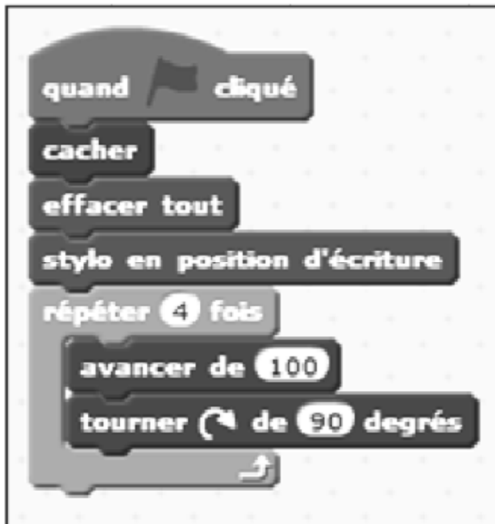 quand cliqué
cacher
effacer tout
stylo en position d'écriture
répéter 4 fois
avancer de 100
tourner de 90 degrés